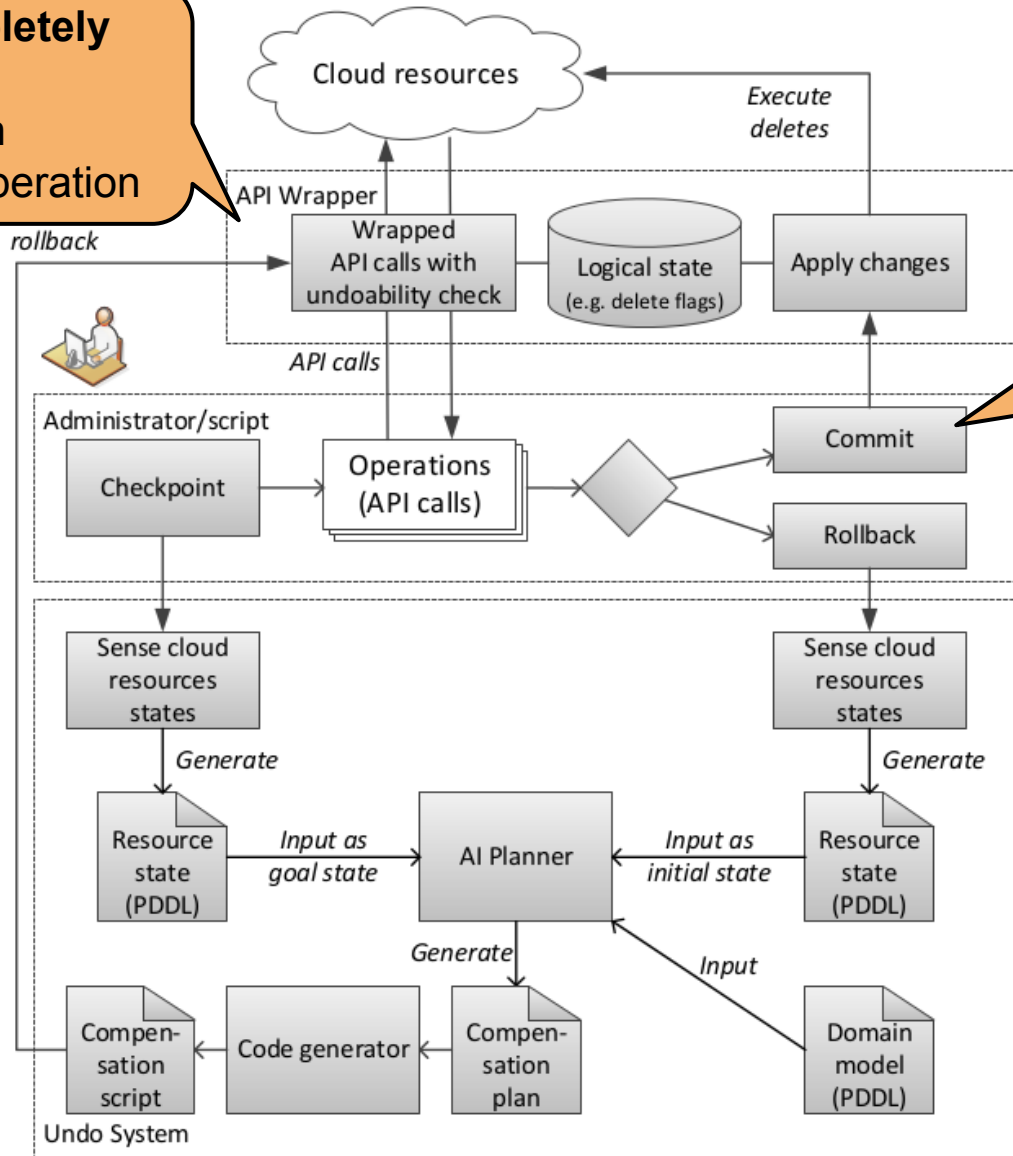 Cloud resources
Execute
deletes
peration
API Wrapper
rollback
Wrapped
API calls with
undoability check
Logical state
(e.g. delete flags)
Apply changes
API calls
Administrator/script
Checkpoint
Operations
(API calls)
Commit
Rollback
Sense cloud
resources
states
Sense cloud
resources
states
Generate
Generate
Resource
state
(PDDL)
Input as
goal state
AI Planner
Input as
initial state
Resource
state
(PDDL)
Generate
Input
Compen-
sation
script
Code generator
Compen-
sation
plan
Domain
model
(PDDL)
Undo System